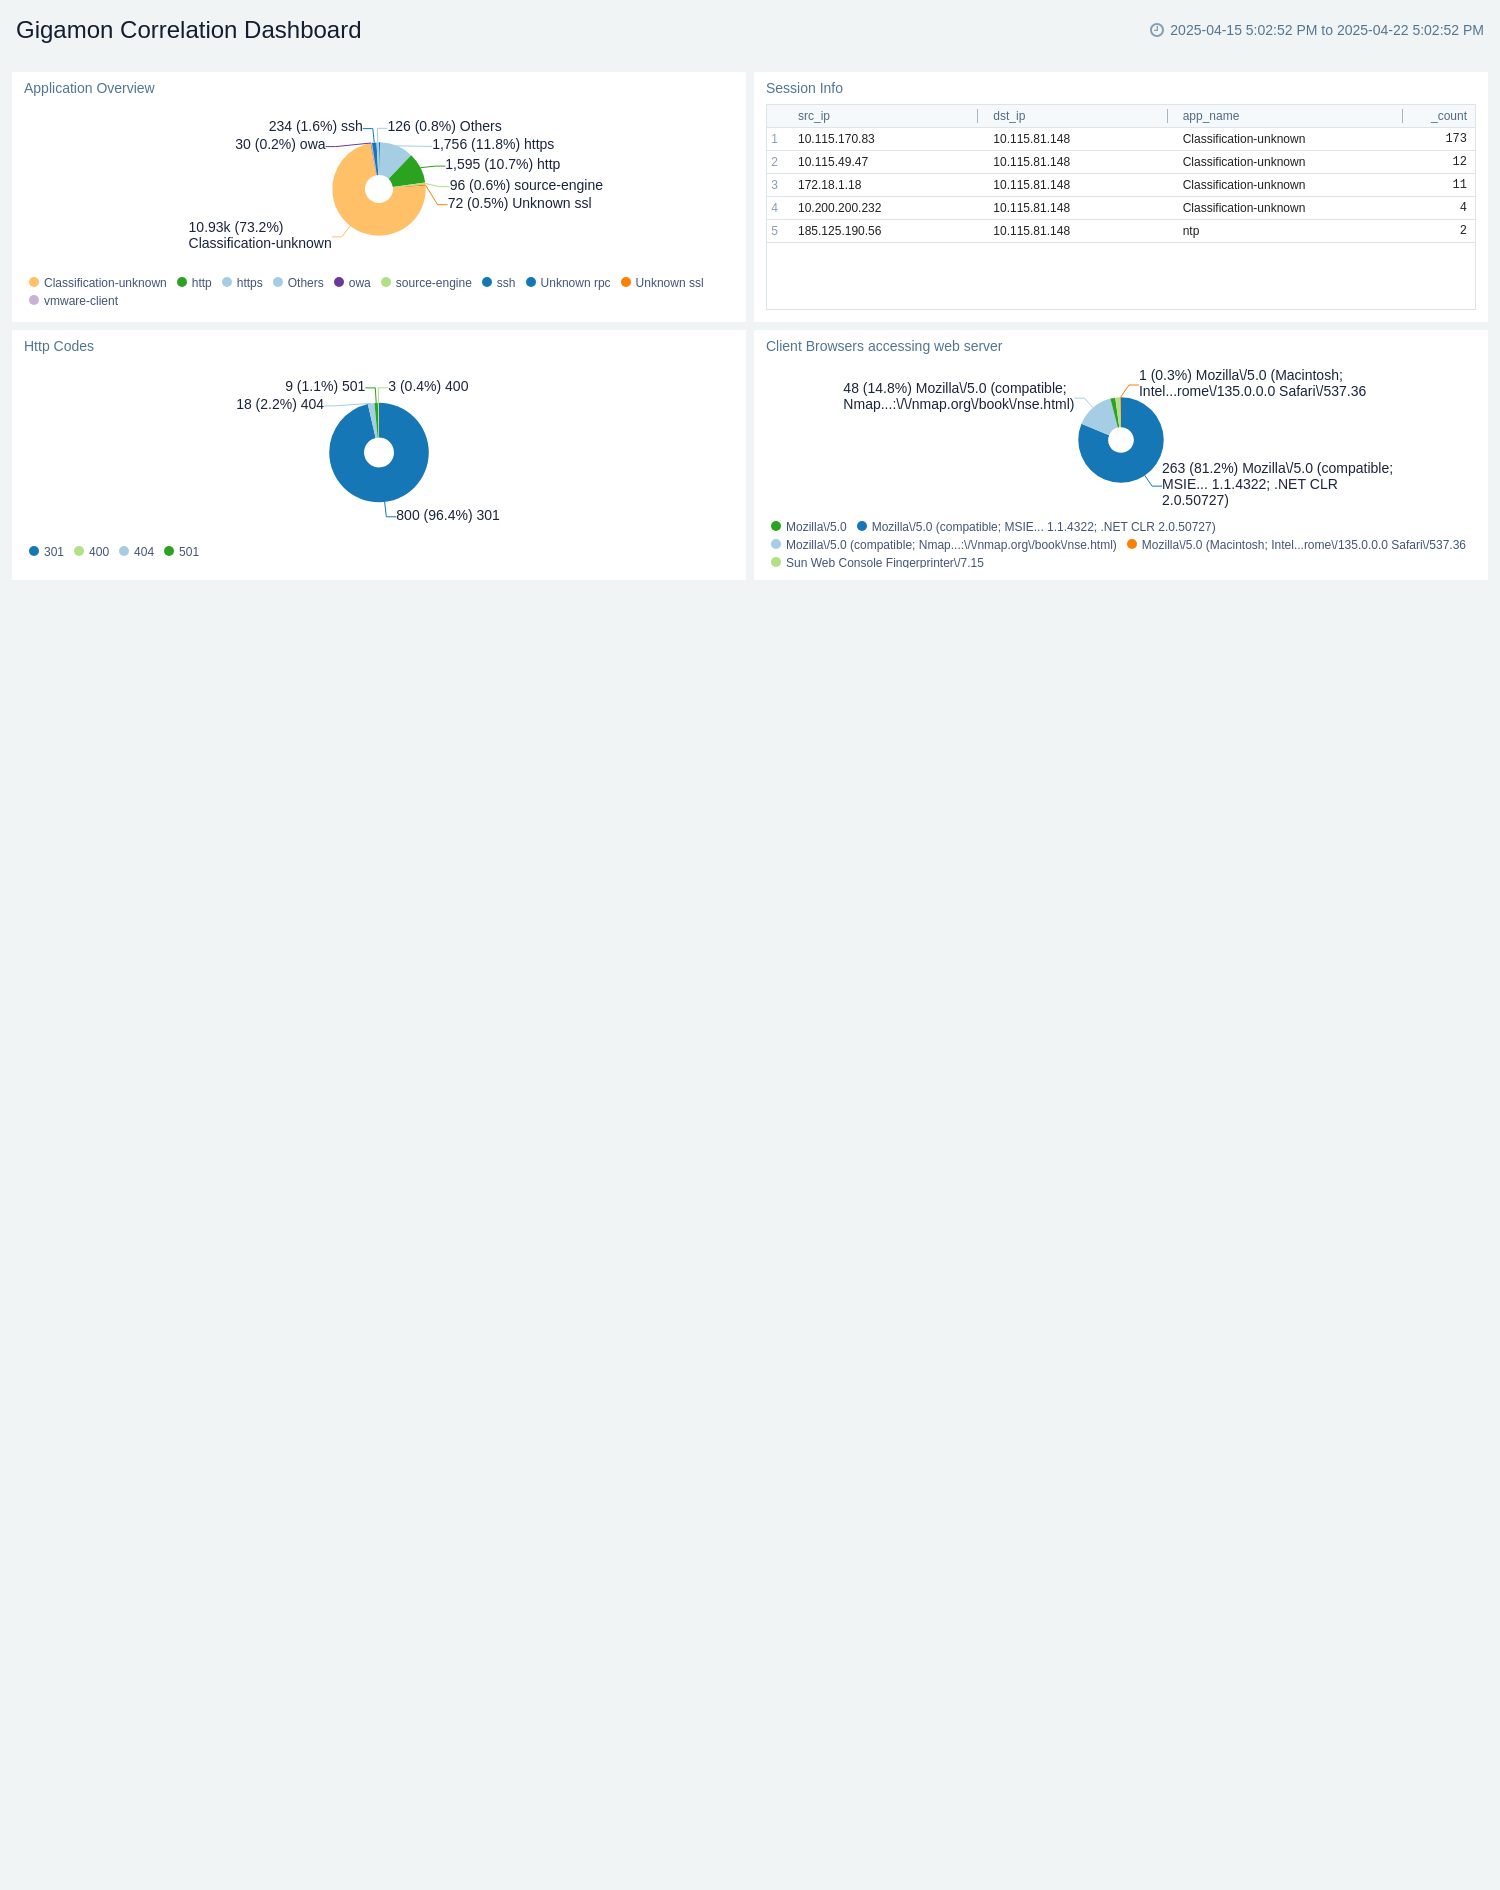 Gigamon Correlation Dashboard
2025-04-15 5:02:52 PM to 2025-04-22 5:02:52 PM
Application Overview
234 (1.6%) ssh
126 (0.8%) Others
30 (0.2%) owa
1,756 (11.8%) https
1,595 (10.7%) http
96 (0.6%) source-engine
72 (0.5%) Unknown ssl
10.93k (73.2%)
Classification-unknown
Classification-unknown http https Others owa source-engine ssh Unknown rpc Unknown ssl
vmware-client
Session Info
src_ip dst_ip app_name _count
1 10.115.170.83 10.115.81.148 Classification-unknown 173
2 10.115.49.47 10.115.81.148 Classification-unknown 12
3 172.18.1.18 10.115.81.148 Classification-unknown 11
4 10.200.200.232 10.115.81.148 Classification-unknown 4
5 185.125.190.56 10.115.81.148 ntp 2
Http Codes
9 (1.1%) 501
3 (0.4%) 400
18 (2.2%) 404
800 (96.4%) 301
301 400 404 501
Client Browsers accessing web server
1 (0.3%) Mozilla\/5.0 (Macintosh;
Intel...rome\/135.0.0.0 Safari\/537.36
48 (14.8%) Mozilla\/5.0 (compatible;
Nmap...:\/\/nmap.org\/book\/nse.html)
263 (81.2%) Mozilla\/5.0 (compatible;
MSIE... 1.1.4322; .NET CLR
2.0.50727)
Mozilla\/5.0 Mozilla\/5.0 (compatible; MSIE... 1.1.4322; .NET CLR 2.0.50727)
Mozilla\/5.0 (compatible; Nmap...:\/\/nmap.org\/book\/nse.html) Mozilla\/5.0 (Macintosh; Intel...rome\/135.0.0.0 Safari\/537.36
Sun Web Console Fingerprinter\/7.15